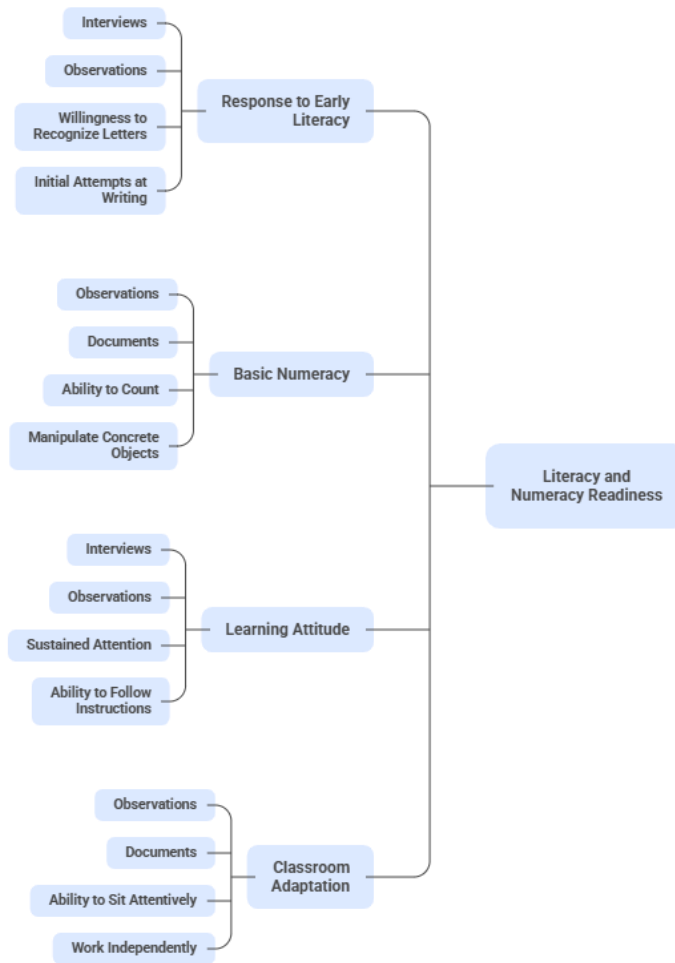 Interviews
Observations
Willingness to
Recognize Letters
Initial Attempts at
Writing
Response to Early
Literacy
Observations
Documents
Ability to Count
Manipulate Concrete
Objects
Basic Numeracy
Literacy and
Numeracy Readiness
Interviews
Observations
Sustained Attention
Ability to Follow
Instructions
Learning Attitude
Observations
Documents
Ability to Sit Attentively
Work Independently
Classroom
Adaptation